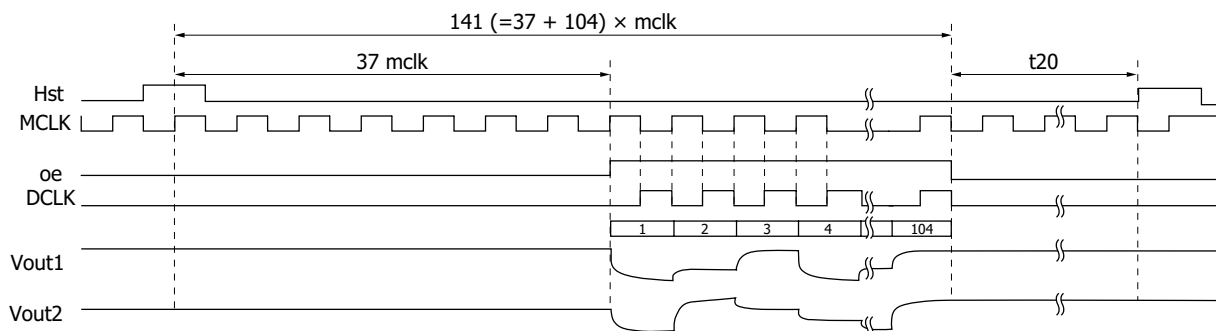 141 (=37 + 104) × mclk
37 mclk
t20
Hst
MCLK
oe
DCLK
1 2 3 4 104
Vout1
Vout2